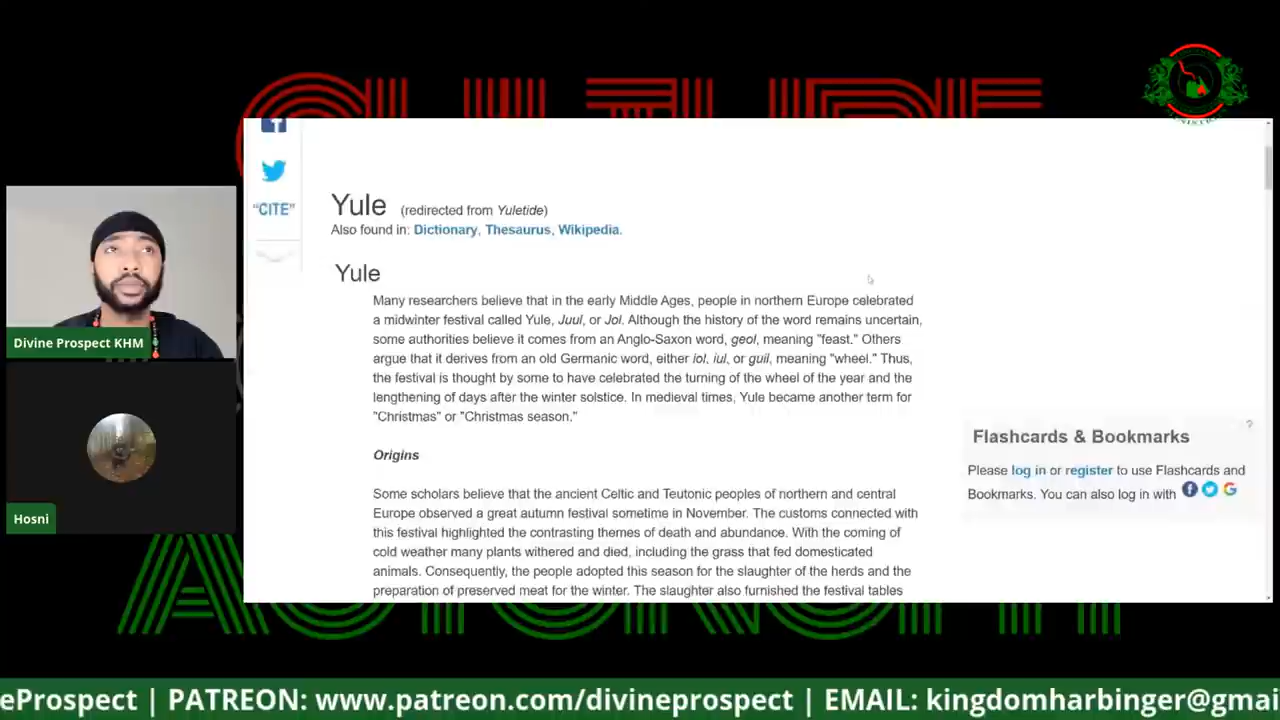 "CITE"
Yule (redirected from Yuletide)
Also found in: Dictionary, Thesaurus, Wikipedia.
Yule
Many researchers believe that in the early Middle Ages, people in northern Europe celebrated
a midwinter festival called Yule, Juul, or Jol. Although the history of the word remains uncertain,
some authorities believe it comes from an Anglo-Saxon word, geol, meaning "feast." Others
argue that it derives from an old Germanic word, either iol, iul, or guil, meaning "wheel." Thus,
the festival is thought by some to have celebrated the turning of the wheel of the year and the
lengthening of days after the winter solstice. In medieval times, Yule became another term for
"Christmas" or "Christmas season."
Origins
Some scholars believe that the ancient Celtic and Teutonic peoples of northern and central
Europe observed a great autumn festival sometime in November. The customs connected with
this festival highlighted the contrasting themes of death and abundance. With the coming of
cold weather many plants withered and died, including the grass that fed domesticated
animals. Consequently, the people adopted this season for the slaughter of the herds and the
preparation of preserved meat for the winter. The slaughter also furnished the festival tables
?
Flashcards & Bookmarks
Please log in or register to use Flashcards and
Bookmarks. You can also log in with
Divine Prospect KHM
Hosni
eProspect | PATREON: www.patreon.com/divineprospect | EMAIL: kingdomharbinger@gmai